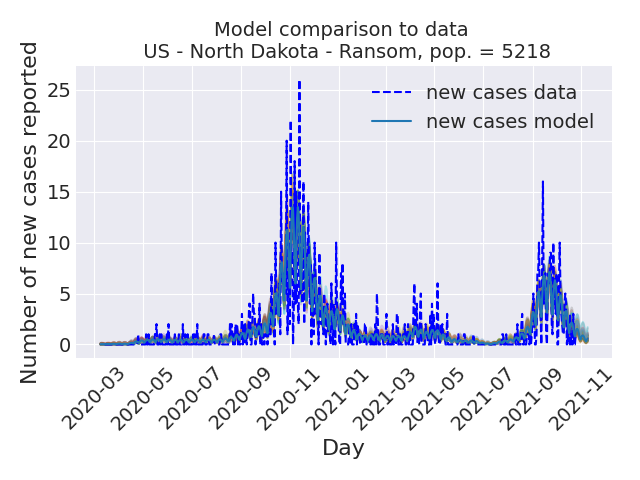 Model comparison to data
US - North Dakota - Ransom, pop. = 5218
Number of new cases reported
25
20
15
10
5
0
new cases data
new cases model
2020-03
2020-05
2020-07
2020-09
2020-11
2021-01
2021-03
2021-05
2021-07
2021-09
2021-11
Day